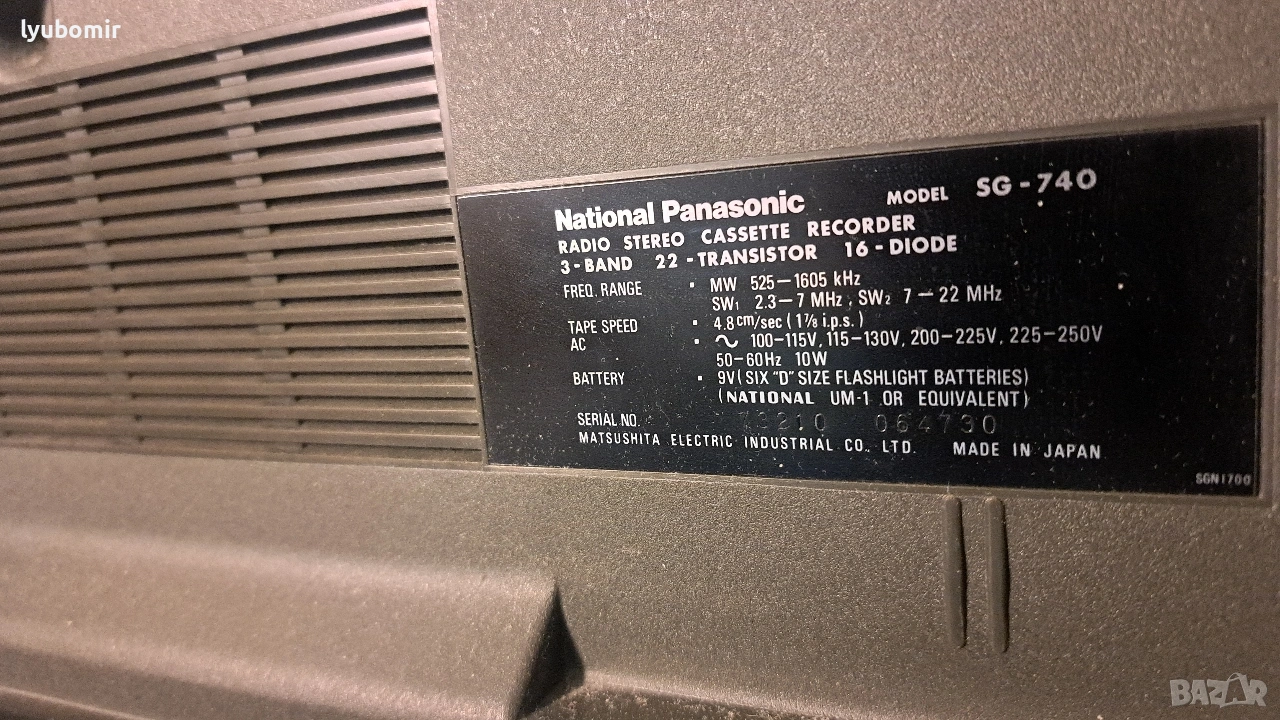 lyubomir
National Panasonic MODEL SG-740
RADIO STEREO CASSETTE RECORDER
3-BAND 22-TRANSISTOR 16-DIODE
FREQ. RANGE • MW 525—1605 kHz
SW₁ 2.3—7 MHz, SW₂ 7—22 MHz
TAPE SPEED • 4.8cm/sec (1⅞ i.p.s.)
AC • ∿ 100-115V, 115-130V, 200-225V, 225-250V
50-60Hz 10W
BATTERY • 9V(SIX "D" SIZE FLASHLIGHT BATTERIES)
(NATIONAL UM-1 OR EQUIVALENT)
SERIAL NO. 73210 064730
MATSUSHITA ELECTRIC INDUSTRIAL CO., LTD. MADE IN JAPAN
SGN1700
BAZAR